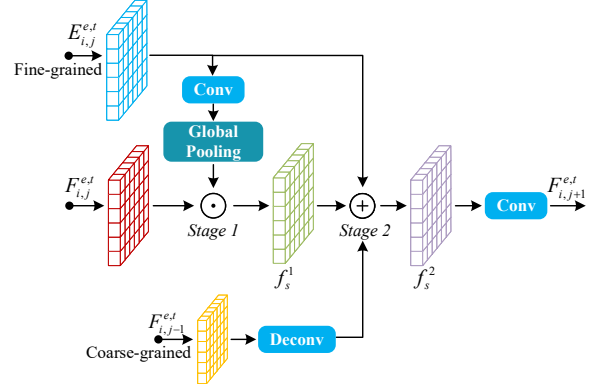 E_{i,j}^{e,t}
Fine-grained
Conv
Global
Pooling
F_{i,j}^{e,t}
Stage 1
Stage 2
Conv
F_{i,j+1}^{e,t}
f_s^1
f_s^2
F_{i,j-1}^{e,t}
Coarse-grained
Deconv